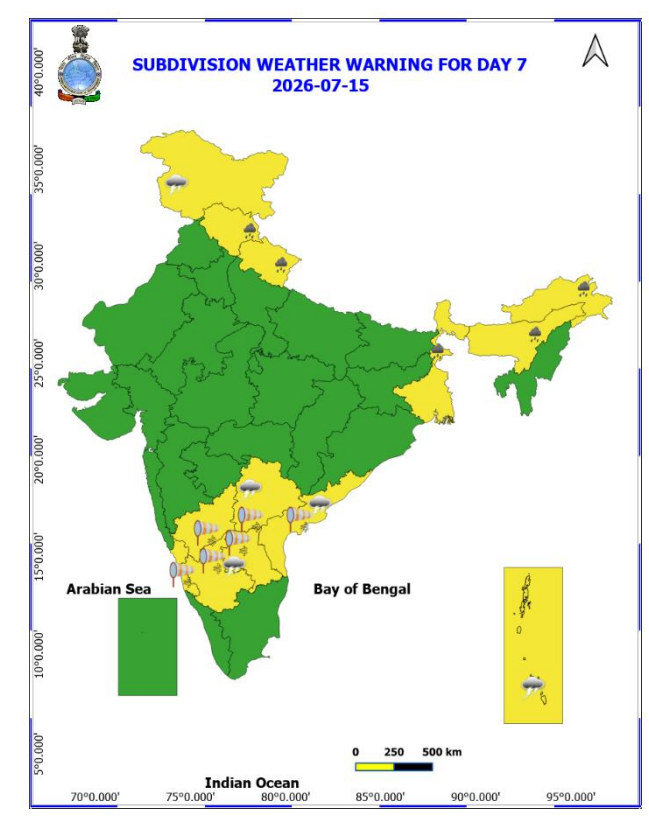 SUBDIVISION WEATHER WARNING FOR DAY 7
2026-07-15
40°0.000'
35°0.000'
30°0.000'
25°0.000'
20°0.000'
15°0.000'
10°0.000'
5°0.000'
Arabian Sea
Bay of Bengal
0 250 500 km
Indian Ocean
70°0.000' 75°0.000' 80°0.000' 85°0.000' 90°0.000' 95°0.000'